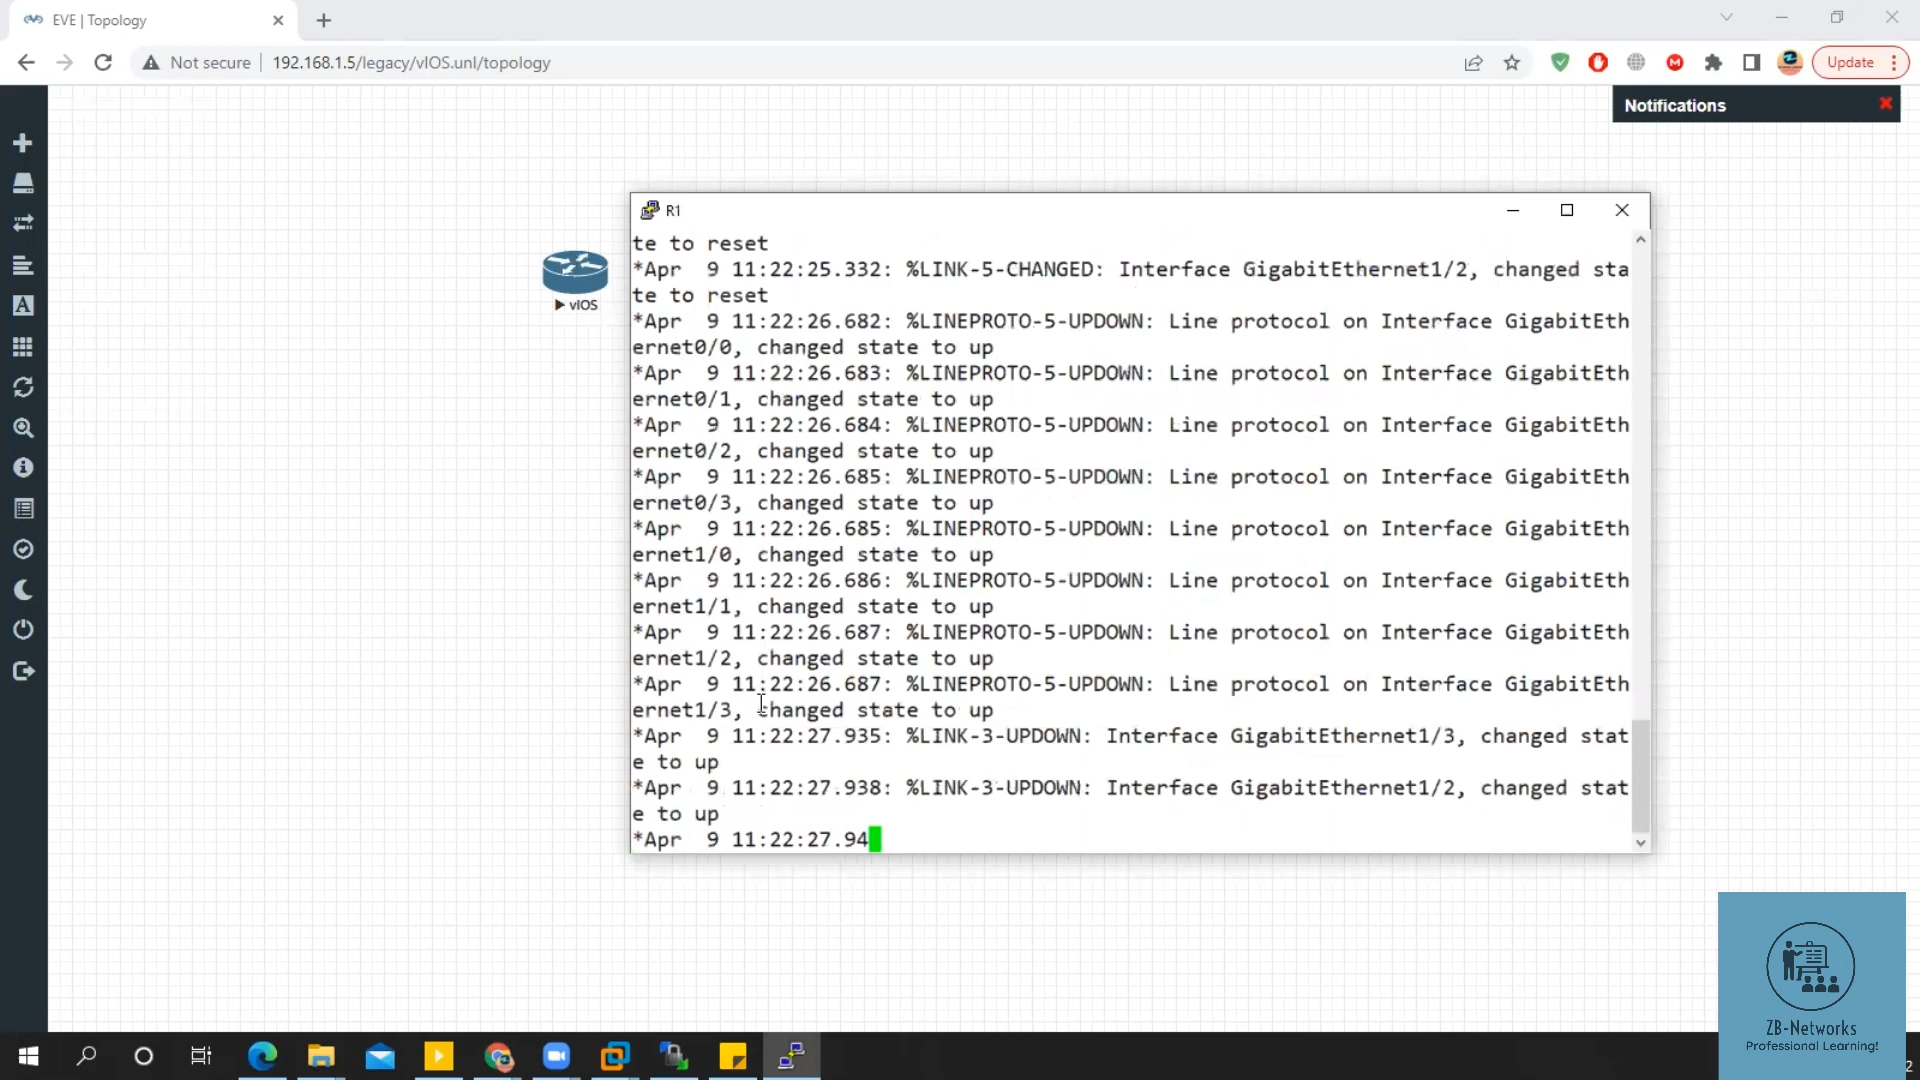 EVE | Topology
Not secure
192.168.1.5/legacy/vIOS.unl/topology
Update
Notifications
R1
te to reset
*Apr  9 11:22:25.332: %LINK-5-CHANGED: Interface GigabitEthernet1/2, changed sta
te to reset
*Apr  9 11:22:26.682: %LINEPROTO-5-UPDOWN: Line protocol on Interface GigabitEth
ernet0/0, changed state to up
*Apr  9 11:22:26.683: %LINEPROTO-5-UPDOWN: Line protocol on Interface GigabitEth
ernet0/1, changed state to up
*Apr  9 11:22:26.684: %LINEPROTO-5-UPDOWN: Line protocol on Interface GigabitEth
ernet0/2, changed state to up
*Apr  9 11:22:26.685: %LINEPROTO-5-UPDOWN: Line protocol on Interface GigabitEth
ernet0/3, changed state to up
*Apr  9 11:22:26.685: %LINEPROTO-5-UPDOWN: Line protocol on Interface GigabitEth
ernet1/0, changed state to up
*Apr  9 11:22:26.686: %LINEPROTO-5-UPDOWN: Line protocol on Interface GigabitEth
ernet1/1, changed state to up
*Apr  9 11:22:26.687: %LINEPROTO-5-UPDOWN: Line protocol on Interface GigabitEth
ernet1/2, changed state to up
*Apr  9 11:22:26.687: %LINEPROTO-5-UPDOWN: Line protocol on Interface GigabitEth
ernet1/3, changed state to up
*Apr  9 11:22:27.935: %LINK-3-UPDOWN: Interface GigabitEthernet1/3, changed stat
e to up
*Apr  9 11:22:27.938: %LINK-3-UPDOWN: Interface GigabitEthernet1/2, changed stat
e to up
*Apr  9 11:22:27.94
vIOS
ZB-Networks
Professional Learning!
2